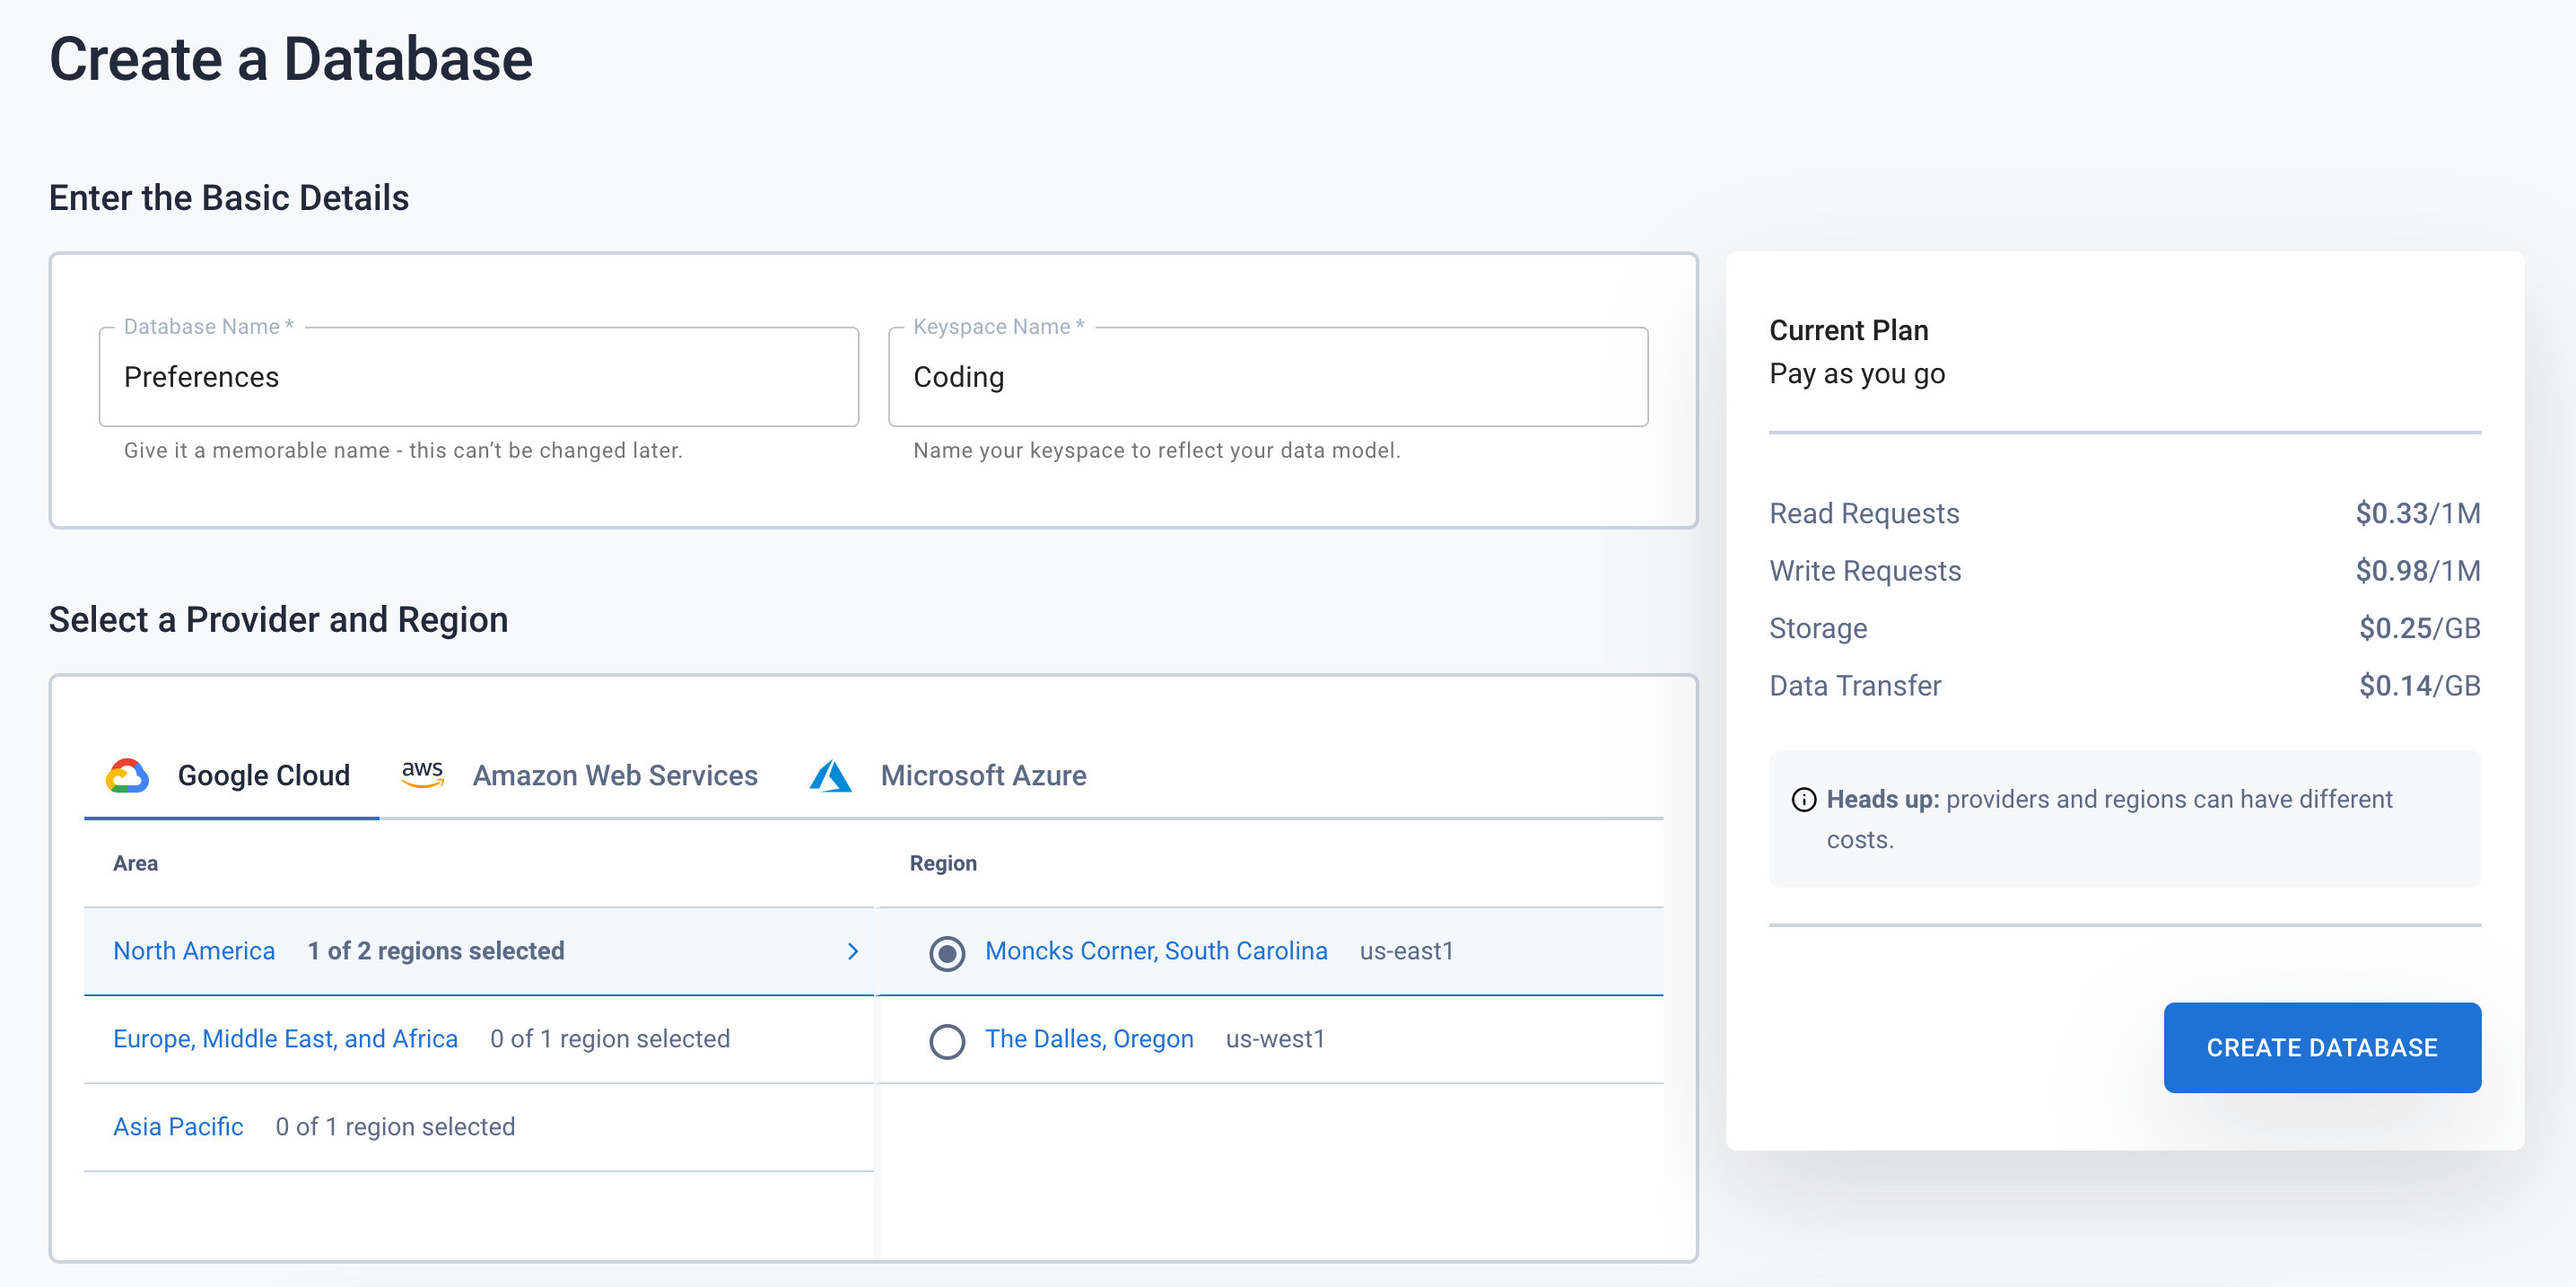 Create a Database
Enter the Basic Details
Database Name *
Preferences
Give it a memorable name - this can’t be changed later.
Keyspace Name *
Coding
Name your keyspace to reflect your data model.
Select a Provider and Region
Google Cloud
aws
Amazon Web Services
Microsoft Azure
Area
Region
North America 1 of 2 regions selected
Moncks Corner, South Carolina us-east1
Europe, Middle East, and Africa 0 of 1 region selected
The Dalles, Oregon us-west1
Asia Pacific 0 of 1 region selected
Current Plan
Pay as you go
Read Requests $0.33/1M
Write Requests $0.98/1M
Storage $0.25/GB
Data Transfer $0.14/GB
Heads up: providers and regions can have different
costs.
CREATE DATABASE